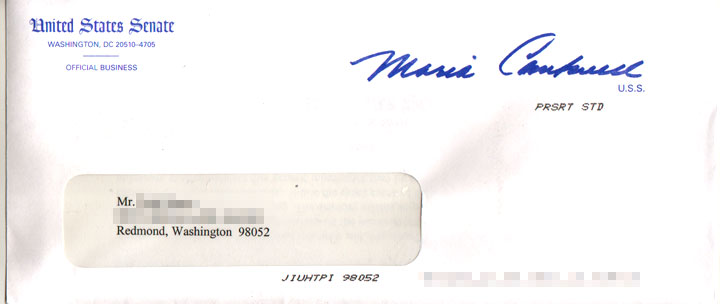 United States Senate
WASHINGTON, DC 20510–4705
OFFICIAL BUSINESS
Maria Cantwell
U.S.S.
PRSRT STD
Mr.
Redmond, Washington 98052
JIUHTPI 98052